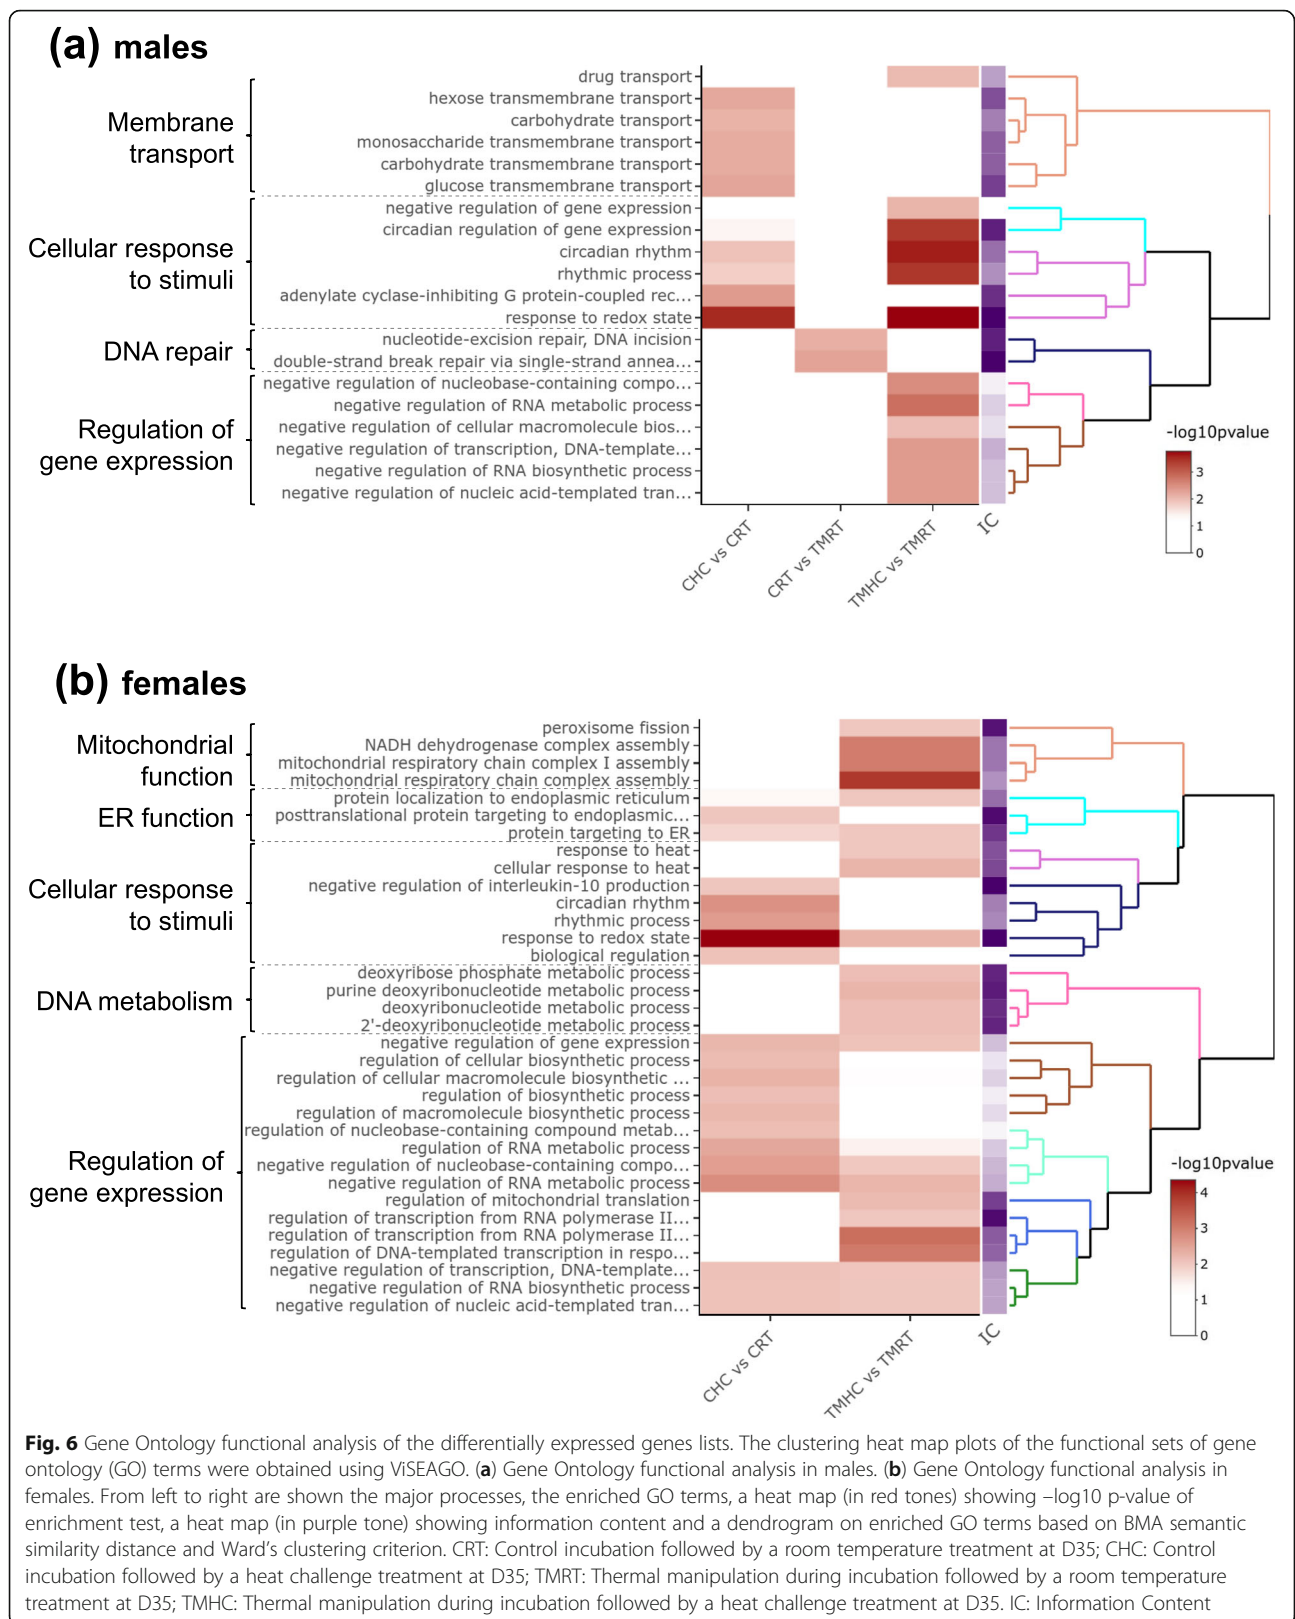 (a) males
Membrane
transport
drug transport
hexose transmembrane transport
carbohydrate transport
monosaccharide transmembrane transport
carbohydrate transmembrane transport
glucose transmembrane transport
Cellular response
to stimuli
negative regulation of gene expression
circadian regulation of gene expression
circadian rhythm
rhythmic process
adenylate cyclase-inhibiting G protein-coupled rec...
response to redox state
DNA repair
nucleotide-excision repair, DNA incision
double-strand break repair via single-strand annea...
Regulation of
gene expression
negative regulation of nucleobase-containing compo...
negative regulation of RNA metabolic process
negative regulation of cellular macromolecule bios...
negative regulation of transcription, DNA-template...
negative regulation of RNA biosynthetic process
negative regulation of nucleic acid-templated tran...
CHC vs CRT
CRT vs TMRT
TMHC vs TMRT
IC
-log10pvalue
3
2
1
0
(b) females
Mitochondrial
function
peroxisome fission
NADH dehydrogenase complex assembly
mitochondrial respiratory chain complex I assembly
mitochondrial respiratory chain complex assembly
ER function
protein localization to endoplasmic reticulum
posttranslational protein targeting to endoplasmic...
protein targeting to ER
Cellular response
to stimuli
response to heat
cellular response to heat
negative regulation of interleukin-10 production
circadian rhythm
rhythmic process
response to redox state
biological regulation
DNA metabolism
deoxyribose phosphate metabolic process
purine deoxyribonucleotide metabolic process
deoxyribonucleotide metabolic process
2'-deoxyribonucleotide metabolic process
Regulation of
gene expression
negative regulation of gene expression
regulation of cellular biosynthetic process
regulation of cellular macromolecule biosynthetic ...
regulation of biosynthetic process
regulation of macromolecule biosynthetic process
regulation of nucleobase-containing compound metab...
regulation of RNA metabolic process
negative regulation of nucleobase-containing compo...
negative regulation of RNA metabolic process
regulation of mitochondrial translation
regulation of transcription from RNA polymerase II...
regulation of transcription from RNA polymerase II...
regulation of DNA-templated transcription in respo...
negative regulation of transcription, DNA-template...
negative regulation of RNA biosynthetic process
negative regulation of nucleic acid-templated tran...
CHC vs CRT
TMHC vs TMRT
IC
-log10pvalue
4
3
2
1
0
Fig. 6 Gene Ontology functional analysis of the differentially expressed genes lists. The clustering heat map plots of the functional sets of gene
ontology (GO) terms were obtained using ViSEAGO. (a) Gene Ontology functional analysis in males. (b) Gene Ontology functional analysis in
females. From left to right are shown the major processes, the enriched GO terms, a heat map (in red tones) showing –log10 p-value of
enrichment test, a heat map (in purple tone) showing information content and a dendrogram on enriched GO terms based on BMA semantic
similarity distance and Ward’s clustering criterion. CRT: Control incubation followed by a room temperature treatment at D35; CHC: Control
incubation followed by a heat challenge treatment at D35; TMRT: Thermal manipulation during incubation followed by a room temperature
treatment at D35; TMHC: Thermal manipulation during incubation followed by a heat challenge treatment at D35. IC: Information Content